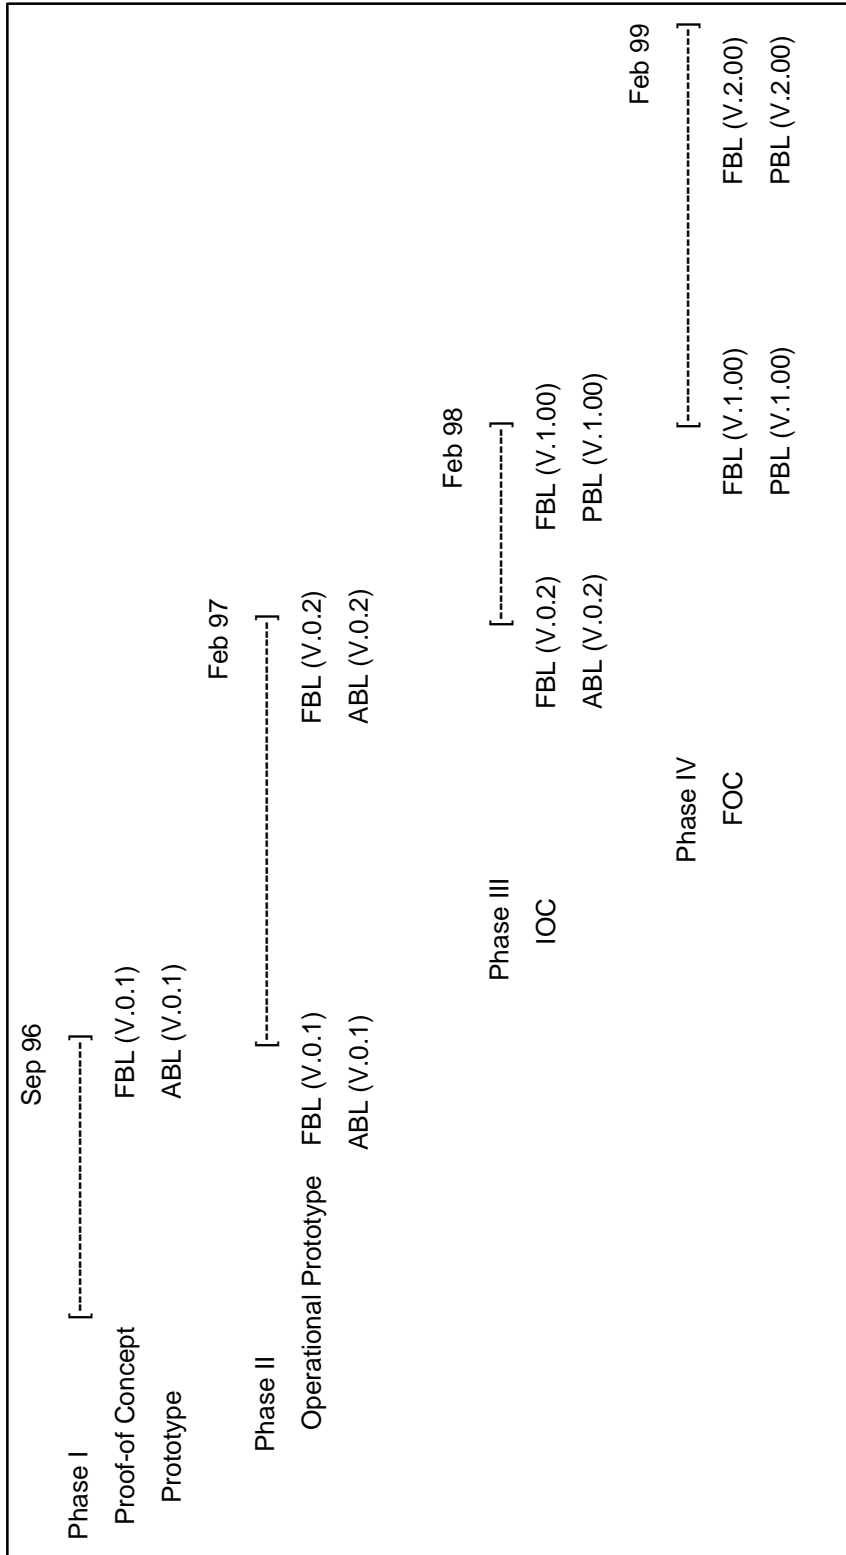 Sep 96
Phase I [-----------------------------]
Proof-of Concept FBL (V.0.1)
Prototype ABL (V.0.1)
Feb 97
Phase II [---------------------------------------------]
Operational Prototype FBL (V.0.1) FBL (V.0.2)
ABL (V.0.1) ABL (V.0.2)
Feb 98
Phase III [--------------------]
IOC FBL (V.0.2) FBL (V.1.00)
ABL (V.0.2) PBL (V.1.00)
Feb 99
Phase IV [------------------------------------------]
FOC FBL (V.1.00) FBL (V.2.00)
PBL (V.1.00) PBL (V.2.00)